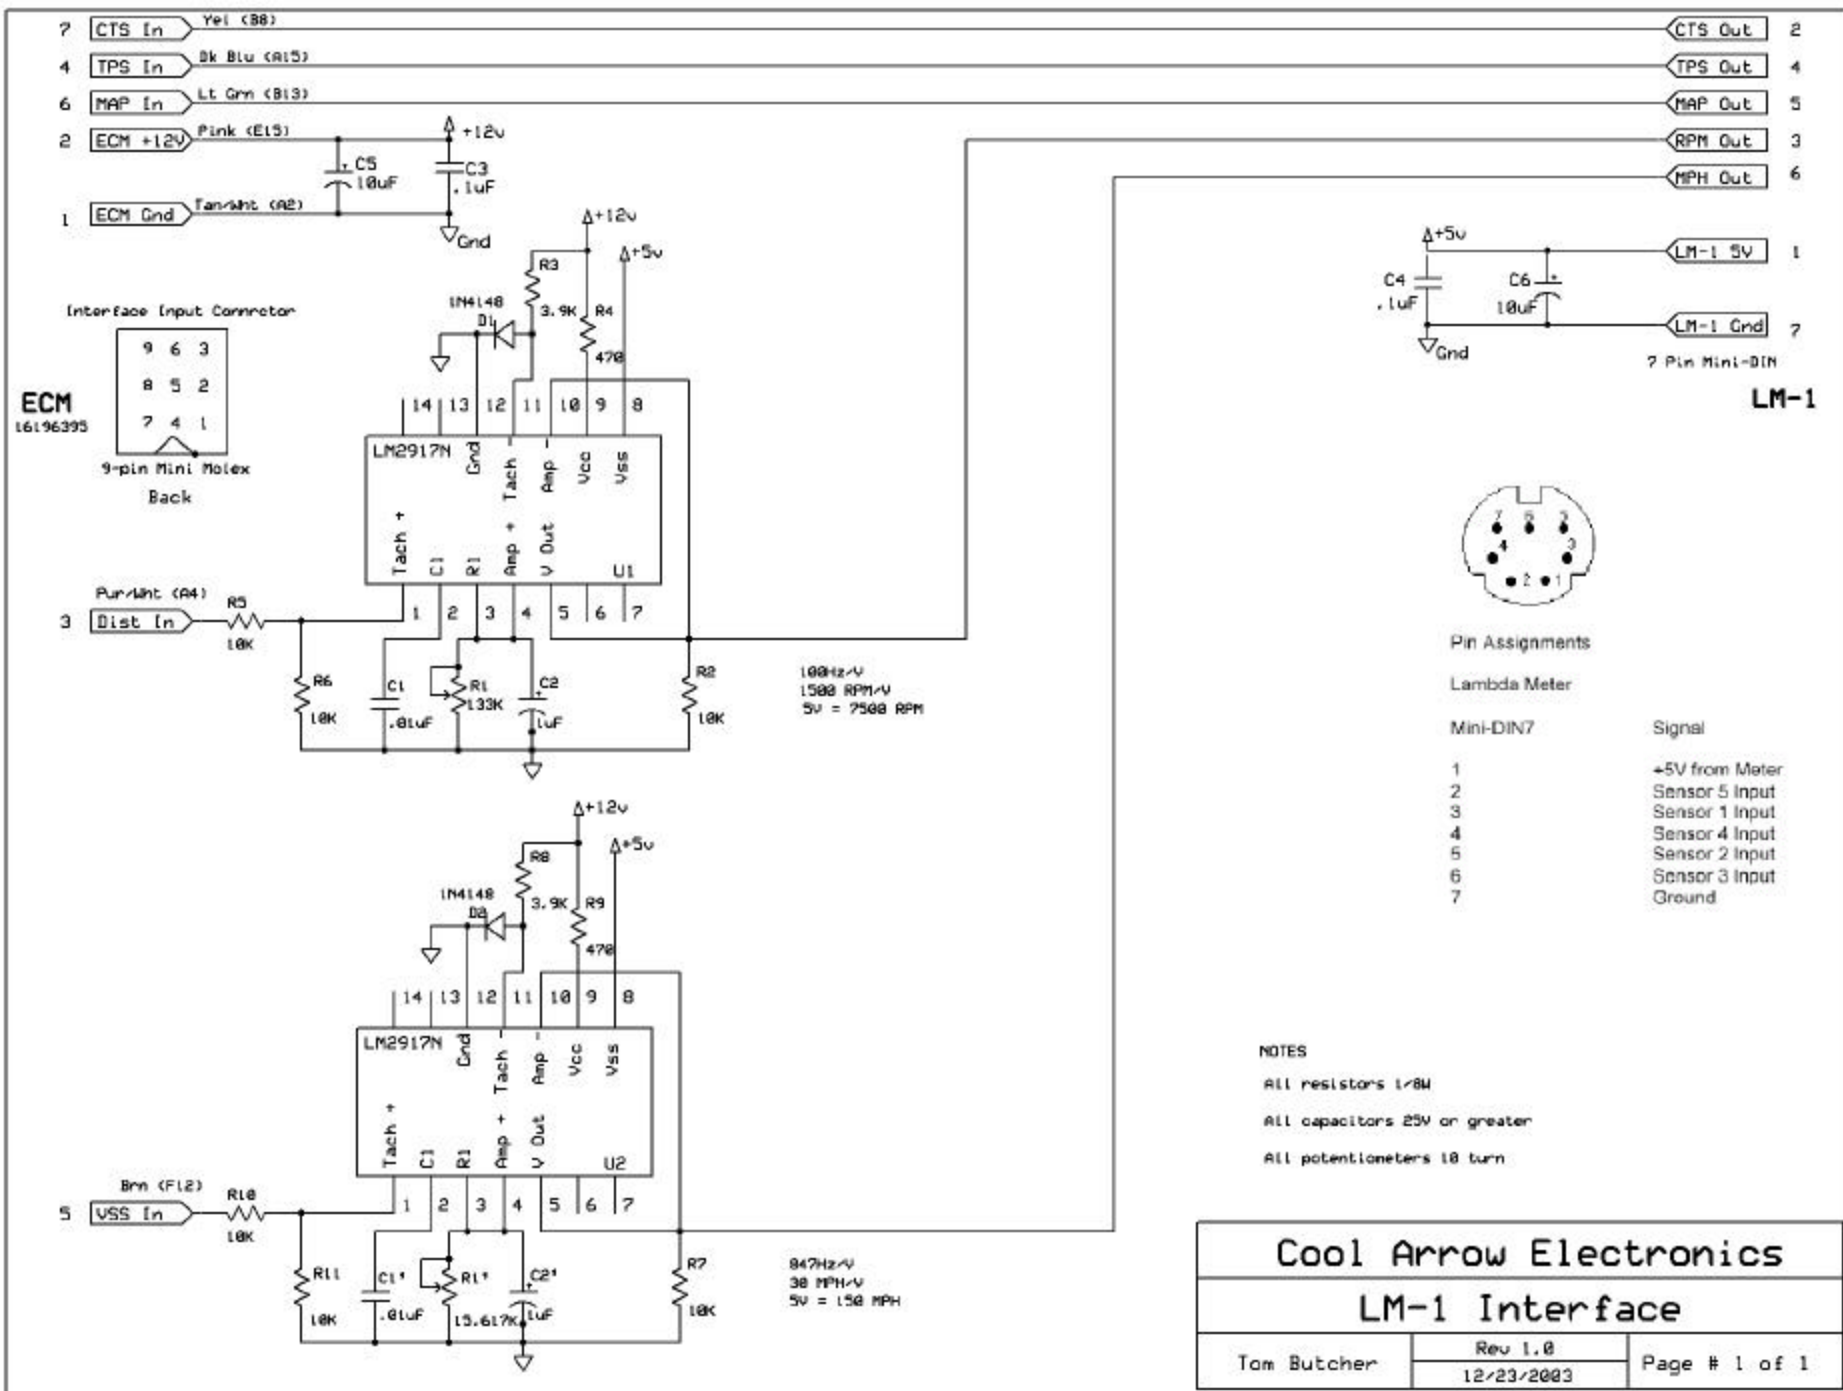 7 CTS In Yel (B8) CTS Out 2
4 TPS In Dk Blu (A15) TPS Out 4
6 MAP In Lt Grn (B13) MAP Out 5
2 ECM +12V Pink (E15) +12v RPM Out 3
C5 10uF C3 .1uF
MPH Out 6
1 ECM Gnd Tan/Wht (A2) Gnd
+12v
+5v
R3 3.9K R4 470
1N4148 D1
+5v LM-1 5V 1
C4 .1uF C6 10uF
LM-1 Gnd 7
Gnd
7 Pin Mini-DIN
LM-1
Interface Input Connrctor
9 6 3
8 5 2
7 4 1
ECM
16196395
9-pin Mini Molex
Back
14 13 12 11 10 9 8
LM2917N Gnd Tach - Amp - Vcc Vss
Tach + C1 R1 Amp + V Out U1
1 2 3 4 5 6 7
Pur/Wht (A4)
3 Dist In R5 10K
R6 10K
C1 .01uF
R1 133K
C2 1uF
R2 10K
100Hz/V
1500 RPM/V
5V = 7500 RPM
7 6 5
4 3
2 1
Pin Assignments
Lambda Meter
Mini-DIN7 Signal
1 +5V from Meter
2 Sensor 5 Input
3 Sensor 1 Input
4 Sensor 4 Input
5 Sensor 2 Input
6 Sensor 3 Input
7 Ground
+12v
+5v
R8 3.9K R9 470
1N4148 D2
14 13 12 11 10 9 8
LM2917N Gnd Tach - Amp - Vcc Vss
Tach + C1 R1 Amp + V Out U2
1 2 3 4 5 6 7
Brn (F12)
5 VSS In R10 10K
R11 10K
C1' .01uF
R1' 15.617K
C2' 1uF
R7 10K
847Hz/V
30 MPH/V
5V = 150 MPH
NOTES
All resistors 1/8W
All capacitors 25V or greater
All potentiometers 10 turn
Cool Arrow Electronics
LM-1 Interface
Tom Butcher
Rev 1.0
12/23/2003
Page # 1 of 1